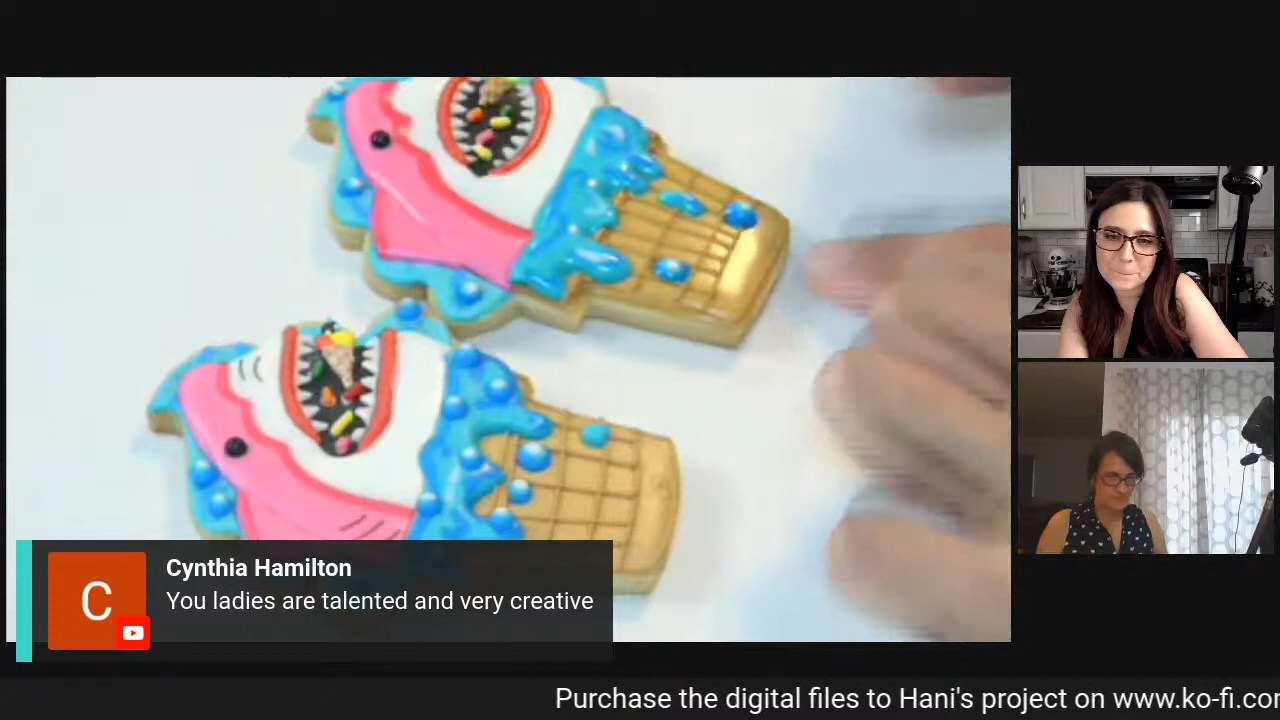 C
Cynthia Hamilton
You ladies are talented and very creative
Purchase the digital files to Hani's project on www.ko-fi.co